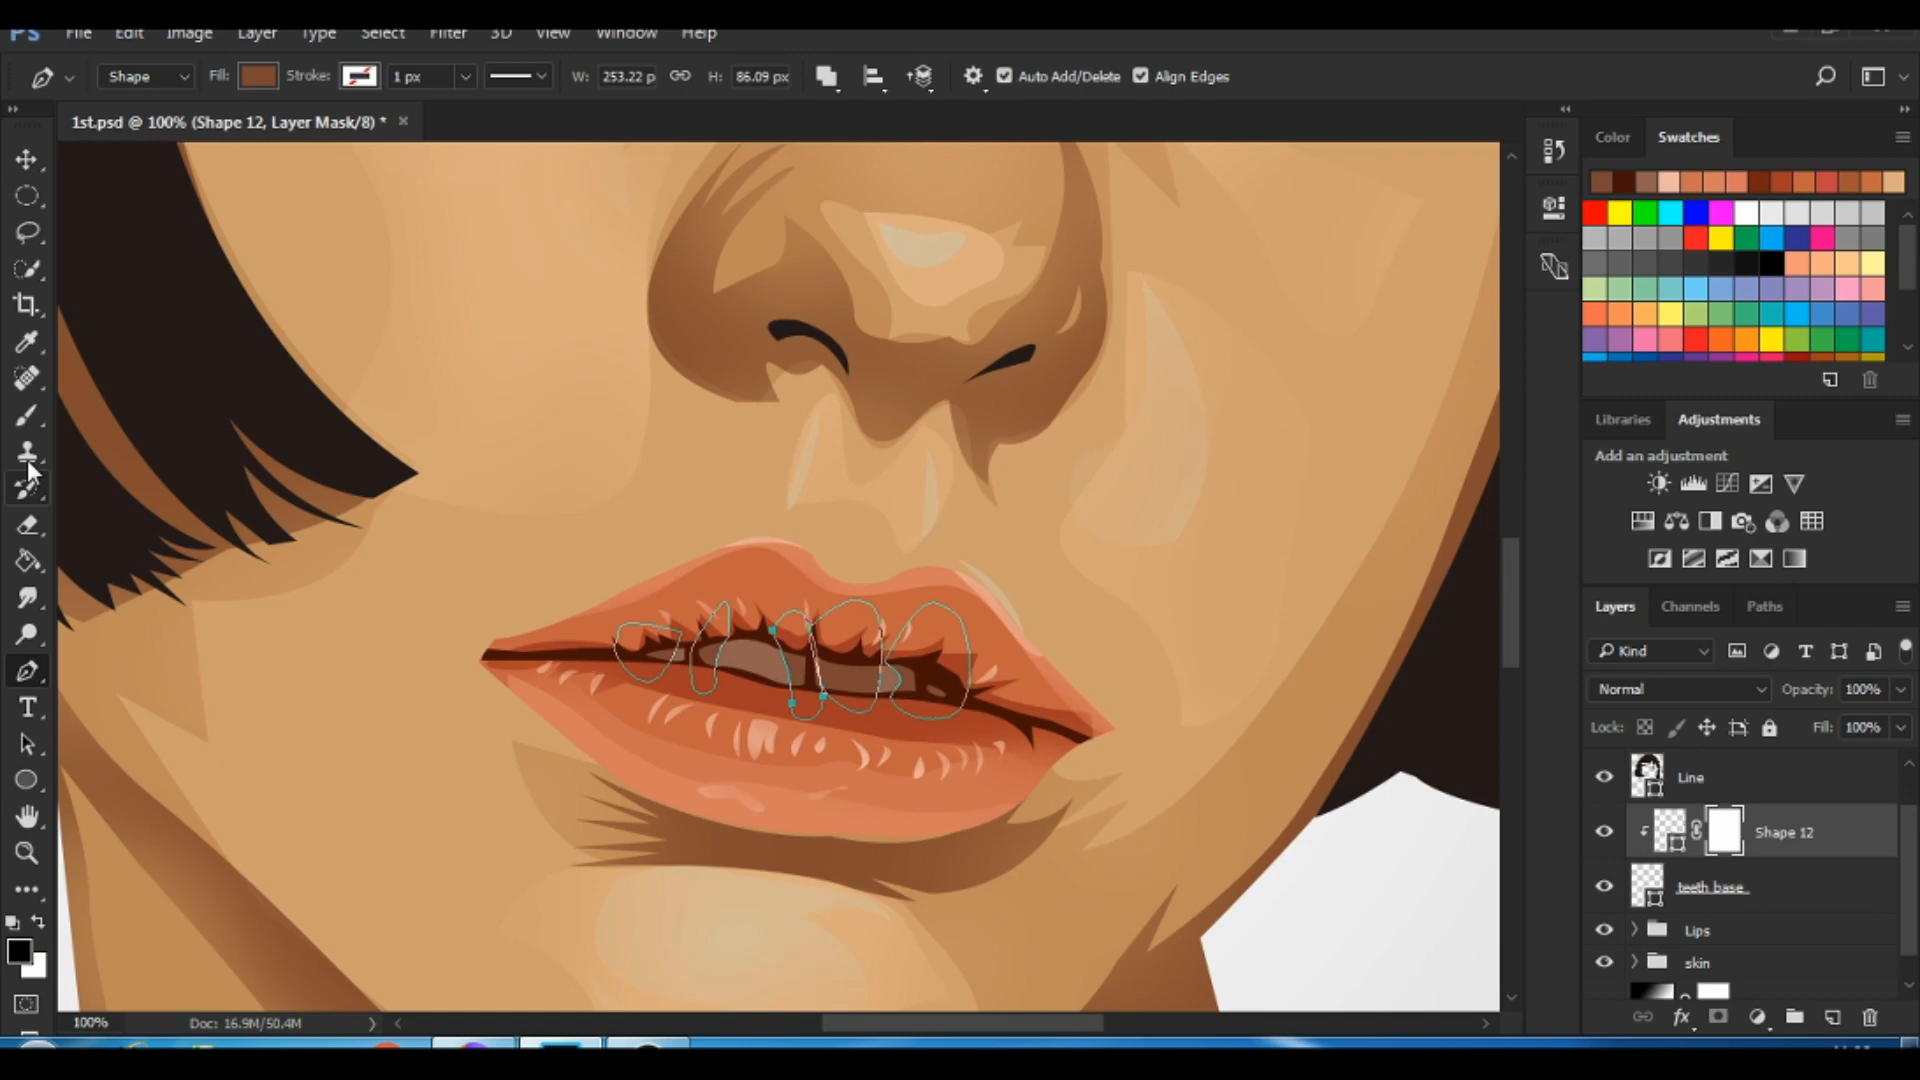 PS File Edit Image Layer Type Select Filter 3D View Window Help
Shape Fill: Stroke: 1 px W: 253.22 p H: 86.09 px Auto Add/Delete Align Edges
1st.psd @ 100% (Shape 12, Layer Mask/8) * ×
Color Swatches
Libraries Adjustments
Add an adjustment
Layers Channels Paths
Kind T
Normal Opacity: 100%
Lock: Fill: 100%
Line
Shape 12
teeth base
Lips
skin
T
fx
100% Doc: 16.9M/50.4M